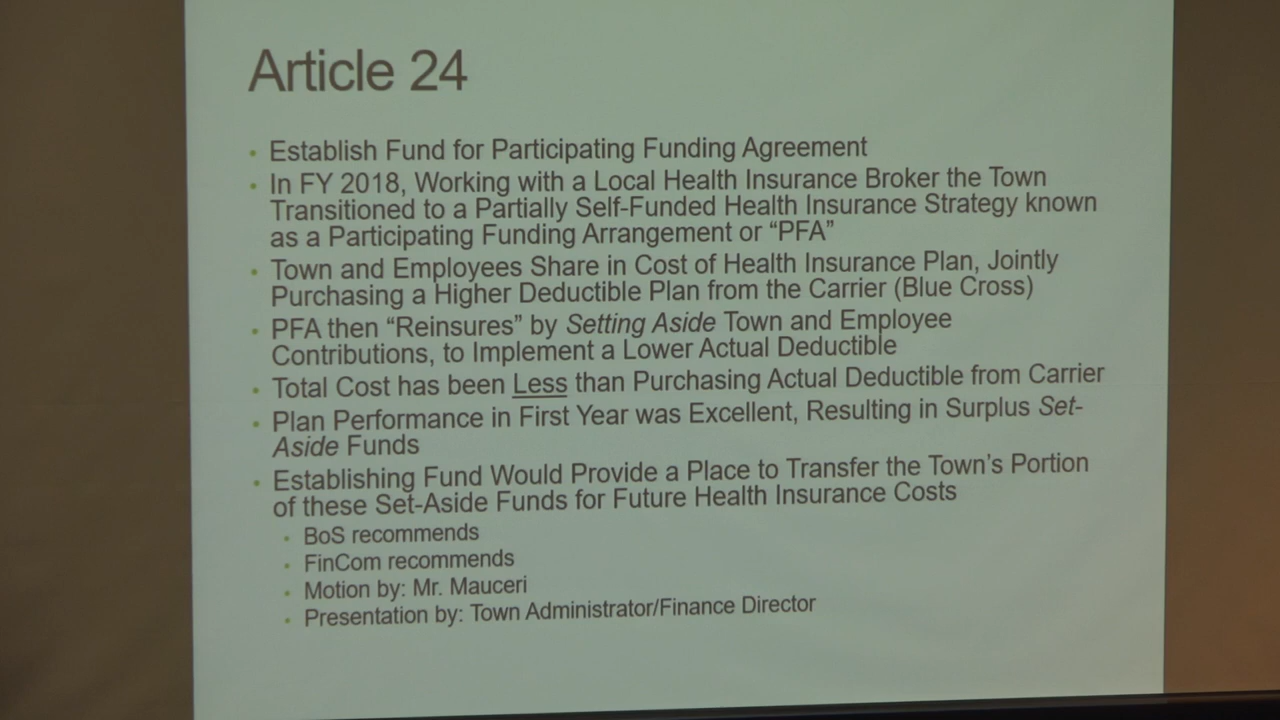 Article 24
• Establish Fund for Participating Funding Agreement
• In FY 2018, Working with a Local Health Insurance Broker the Town
Transitioned to a Partially Self-Funded Health Insurance Strategy known
as a Participating Funding Arrangement or “PFA”
• Town and Employees Share in Cost of Health Insurance Plan, Jointly
Purchasing a Higher Deductible Plan from the Carrier (Blue Cross)
• PFA then “Reinsures” by Setting Aside Town and Employee
Contributions, to Implement a Lower Actual Deductible
• Total Cost has been Less than Purchasing Actual Deductible from Carrier
• Plan Performance in First Year was Excellent, Resulting in Surplus Set-
Aside Funds
• Establishing Fund Would Provide a Place to Transfer the Town’s Portion
of these Set-Aside Funds for Future Health Insurance Costs
• BoS recommends
• FinCom recommends
• Motion by: Mr. Mauceri
• Presentation by: Town Administrator/Finance Director